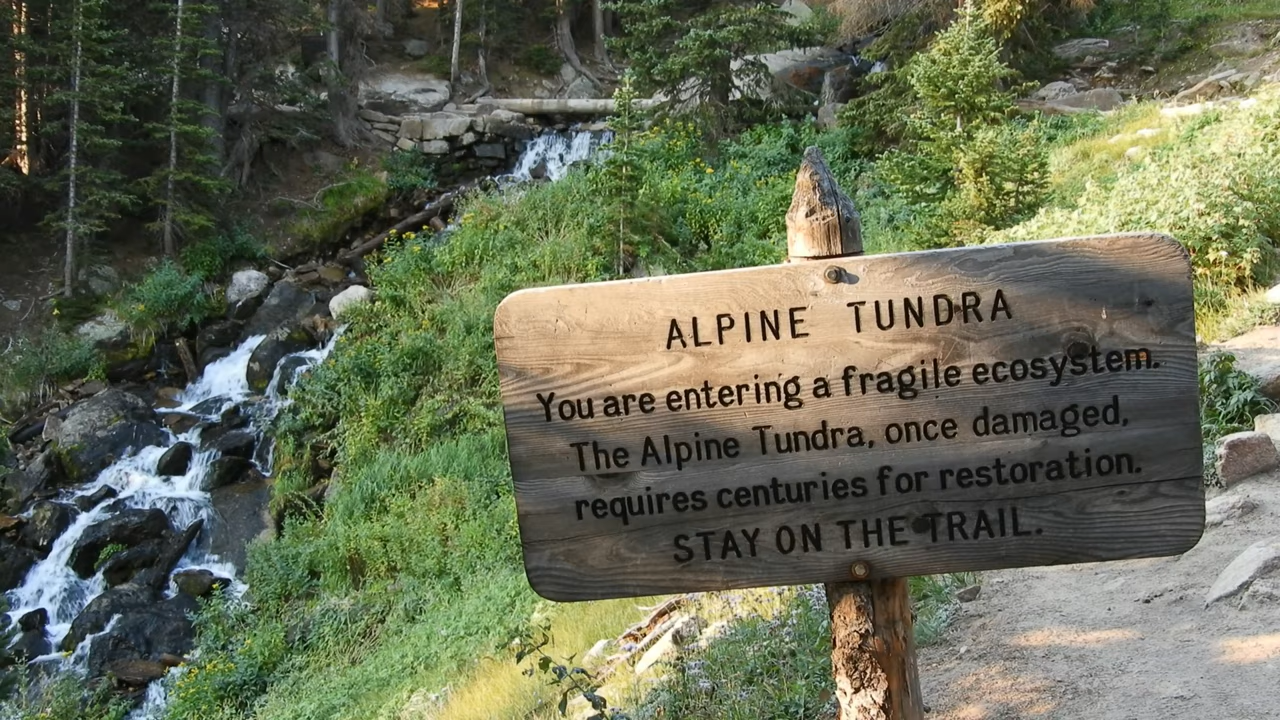 ALPINE TUNDRA
You are entering a fragile ecosystem.
The Alpine Tundra, once damaged,
requires centuries for restoration.
STAY ON THE TRAIL.